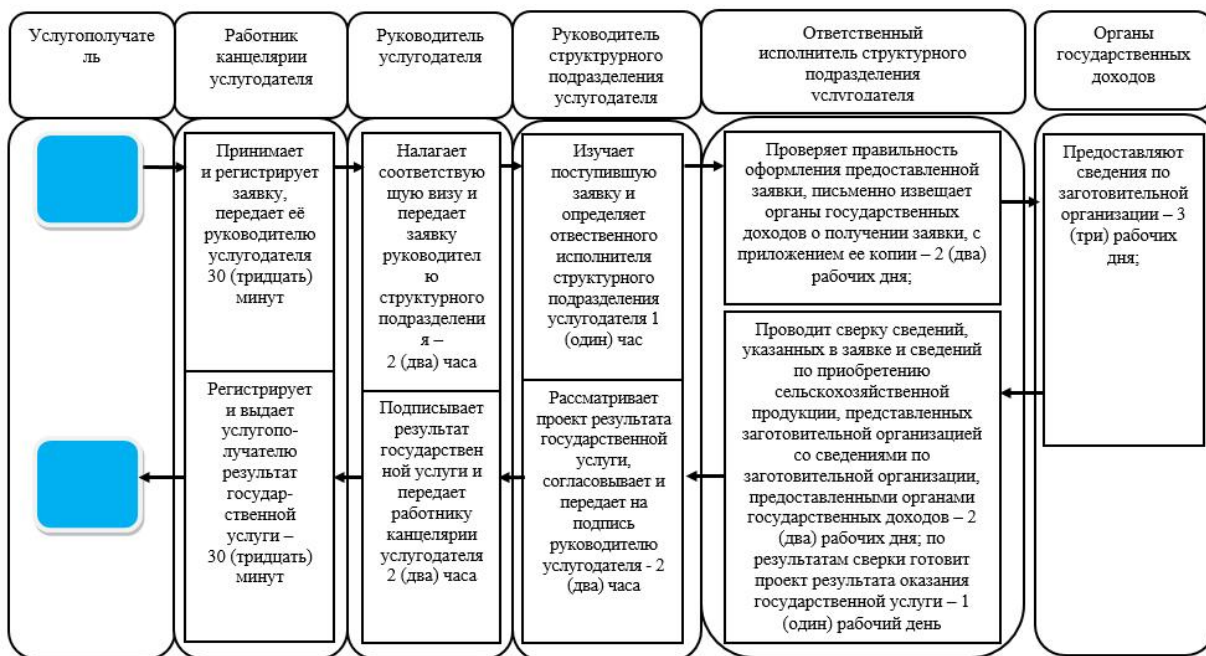 Услугополучате
ль
Работник
канцелярии
услугодателя
Руководитель
услугодателя
Руководитель
структрурного
подразделения
услугодателя
Ответственный
исполнитель структурного
подразделения
услугодателя
Органы
государственных
доходов
Принимает
и регистрирует
заявку,
передает её
руководителю
услугодателя
30 (тридцать)
минут
Налагает
соответствую
щую визу и
передает
заявку
руководител
ю
структурного
подразделени
я –
2 (два) часа
Изучает
поступившую
заявку и
определяет
отвественного
исполнителя
структурного
подразделения
услугодателя 1
(один) час
Проверяет правильность
оформления предоставленной
заявки, письменно извещает
органы государственных
доходов о получении заявки, с
приложением ее копии – 2 (два)
рабочих дня;
Предоставляют
сведения по
заготовительной
организации – 3
(три) рабочих
дня;
Регистрирует
и выдает
услугопо-
лучателю
результат
государ-
ственной
услуги –
30 (тридцать)
минут
Подписывает
результат
государствен
ной услуги и
передает
работнику
канцелярии
услугодателя
2 (два) часа
Рассматривает
проект результата
государственной
услуги,
согласовывает и
передает на
подпись
руководителю
услугодателя - 2
(два) часа
Проводит сверку сведений,
указанных в заявке и сведений
по приобретению
сельскохозяйственной
продукции, представленных
заготовительной организацией
со сведениями по
заготовительной организации,
предоставленными органами
государственных доходов – 2
(два) рабочих дня; по
результатам сверки готовит
проект результата оказания
государственной услуги – 1
(один) рабочий день